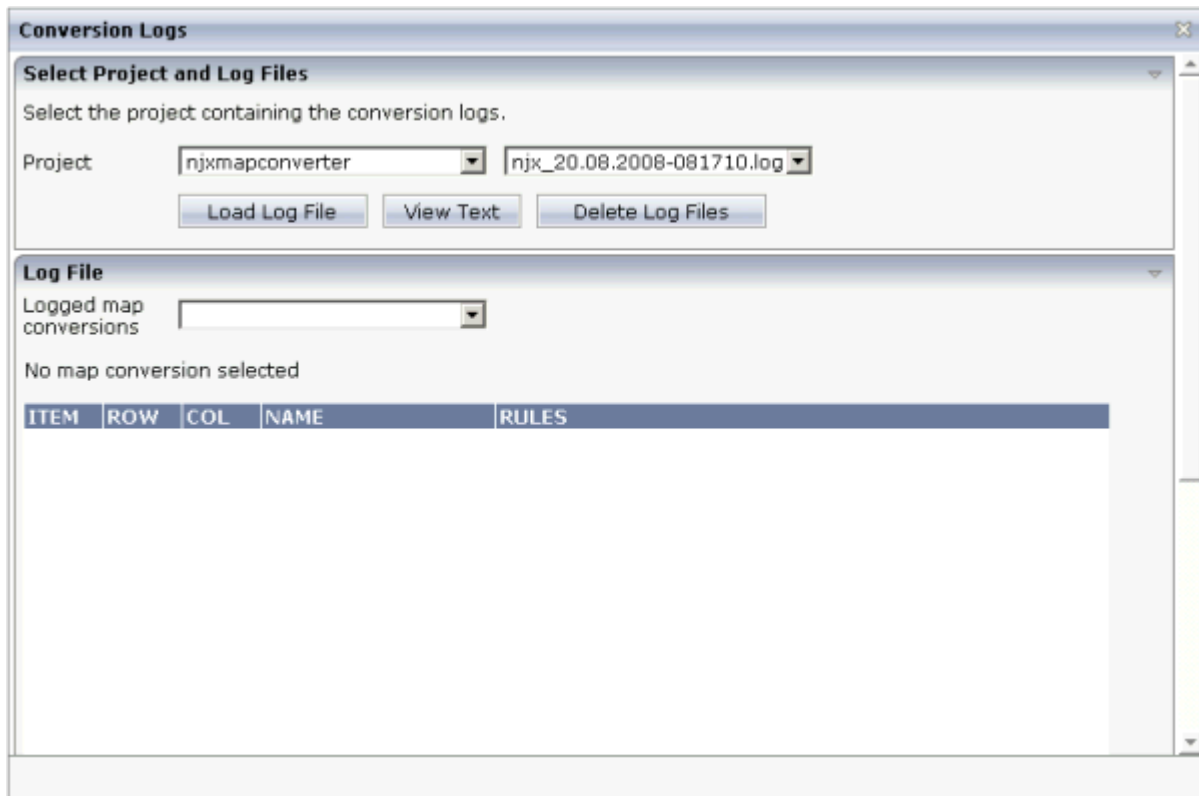 Conversion Logs
Select Project and Log Files
Select the project containing the conversion logs.
Project njxmapconverter njx_20.08.2008-081710.log
Load Log File View Text Delete Log Files
Log File
Logged map
conversions
No map conversion selected
ITEM ROW COL NAME RULES